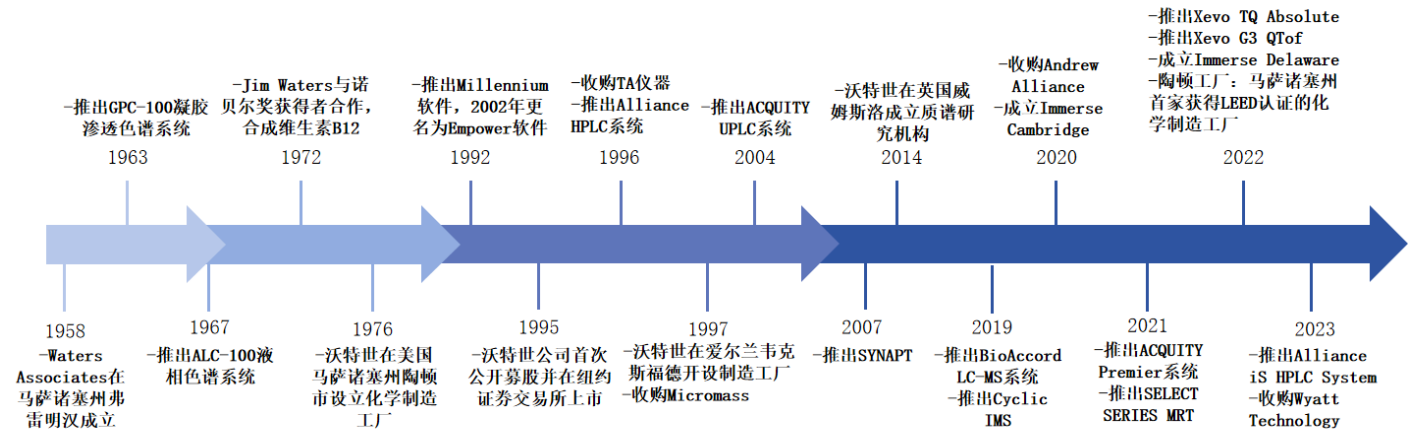 -推出GPC-100凝胶
渗透色谱系统
1963
-Jim Waters与诺
贝尔奖获得者合作，
合成维生素B12
1972
-推出Millennium
软件，2002年更
名为Empower软件
1992
-收购TA仪器
-推出Alliance
HPLC系统
1996
-推出ACQUITY
UPLC系统
2004
-沃特世在英国威
姆斯洛成立质谱研
究机构
2014
-收购Andrew
Alliance
-成立Immerse
Cambridge
2020
-推出Xevo TQ Absolute
-推出Xevo G3 QTof
-成立Immerse Delaware
-陶顿工厂：马萨诸塞州
首家获得LEED认证的化
学制造工厂
2022
1958
-Waters
Associates在
马萨诸塞州弗
雷明汉成立
1967
-推出ALC-100液
相色谱系统
1976
-沃特世在美国
马萨诸塞州陶顿
市设立化学制造
工厂
1995
-沃特世公司首次
公开募股并在纽约
证券交易所上市
1997
-沃特世在爱尔兰韦克
斯福德开设制造工厂
-收购Micromass
2007
-推出SYNAPT
2019
-推出BioAccord
LC-MS系统
-推出Cyclic
IMS
2021
-推出ACQUITY
Premier系统
-推出SELECT
SERIES MRT
2023
-推出Alliance
iS HPLC System
-收购Wyatt
Technology